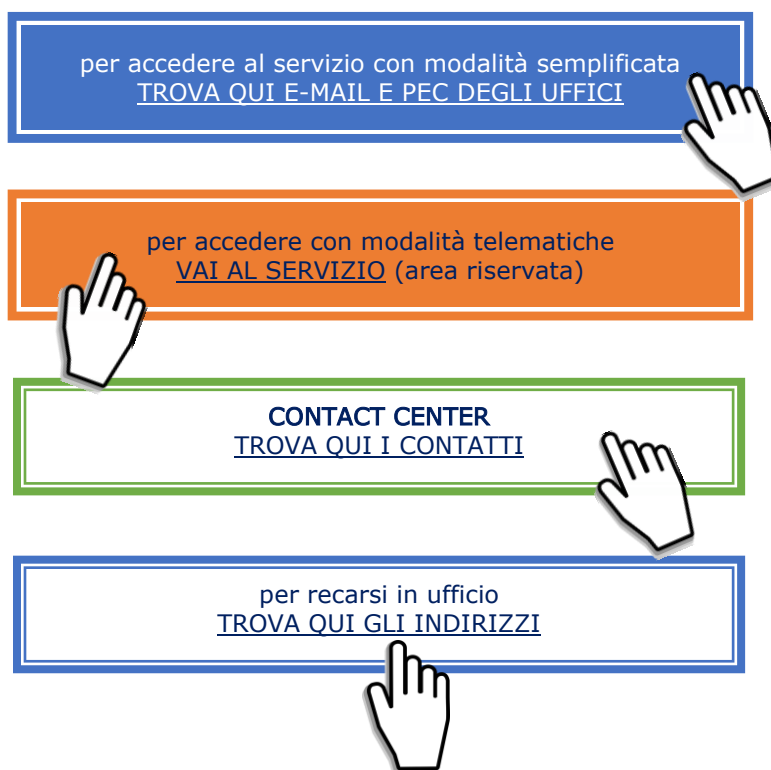 per accedere al servizio con modalità semplificata
TROVA QUI E-MAIL E PEC DEGLI UFFICI
per accedere con modalità telematiche
VAI AL SERVIZIO (area riservata)
CONTACT CENTER
TROVA QUI I CONTATTI
per recarsi in ufficio
TROVA QUI GLI INDIRIZZI